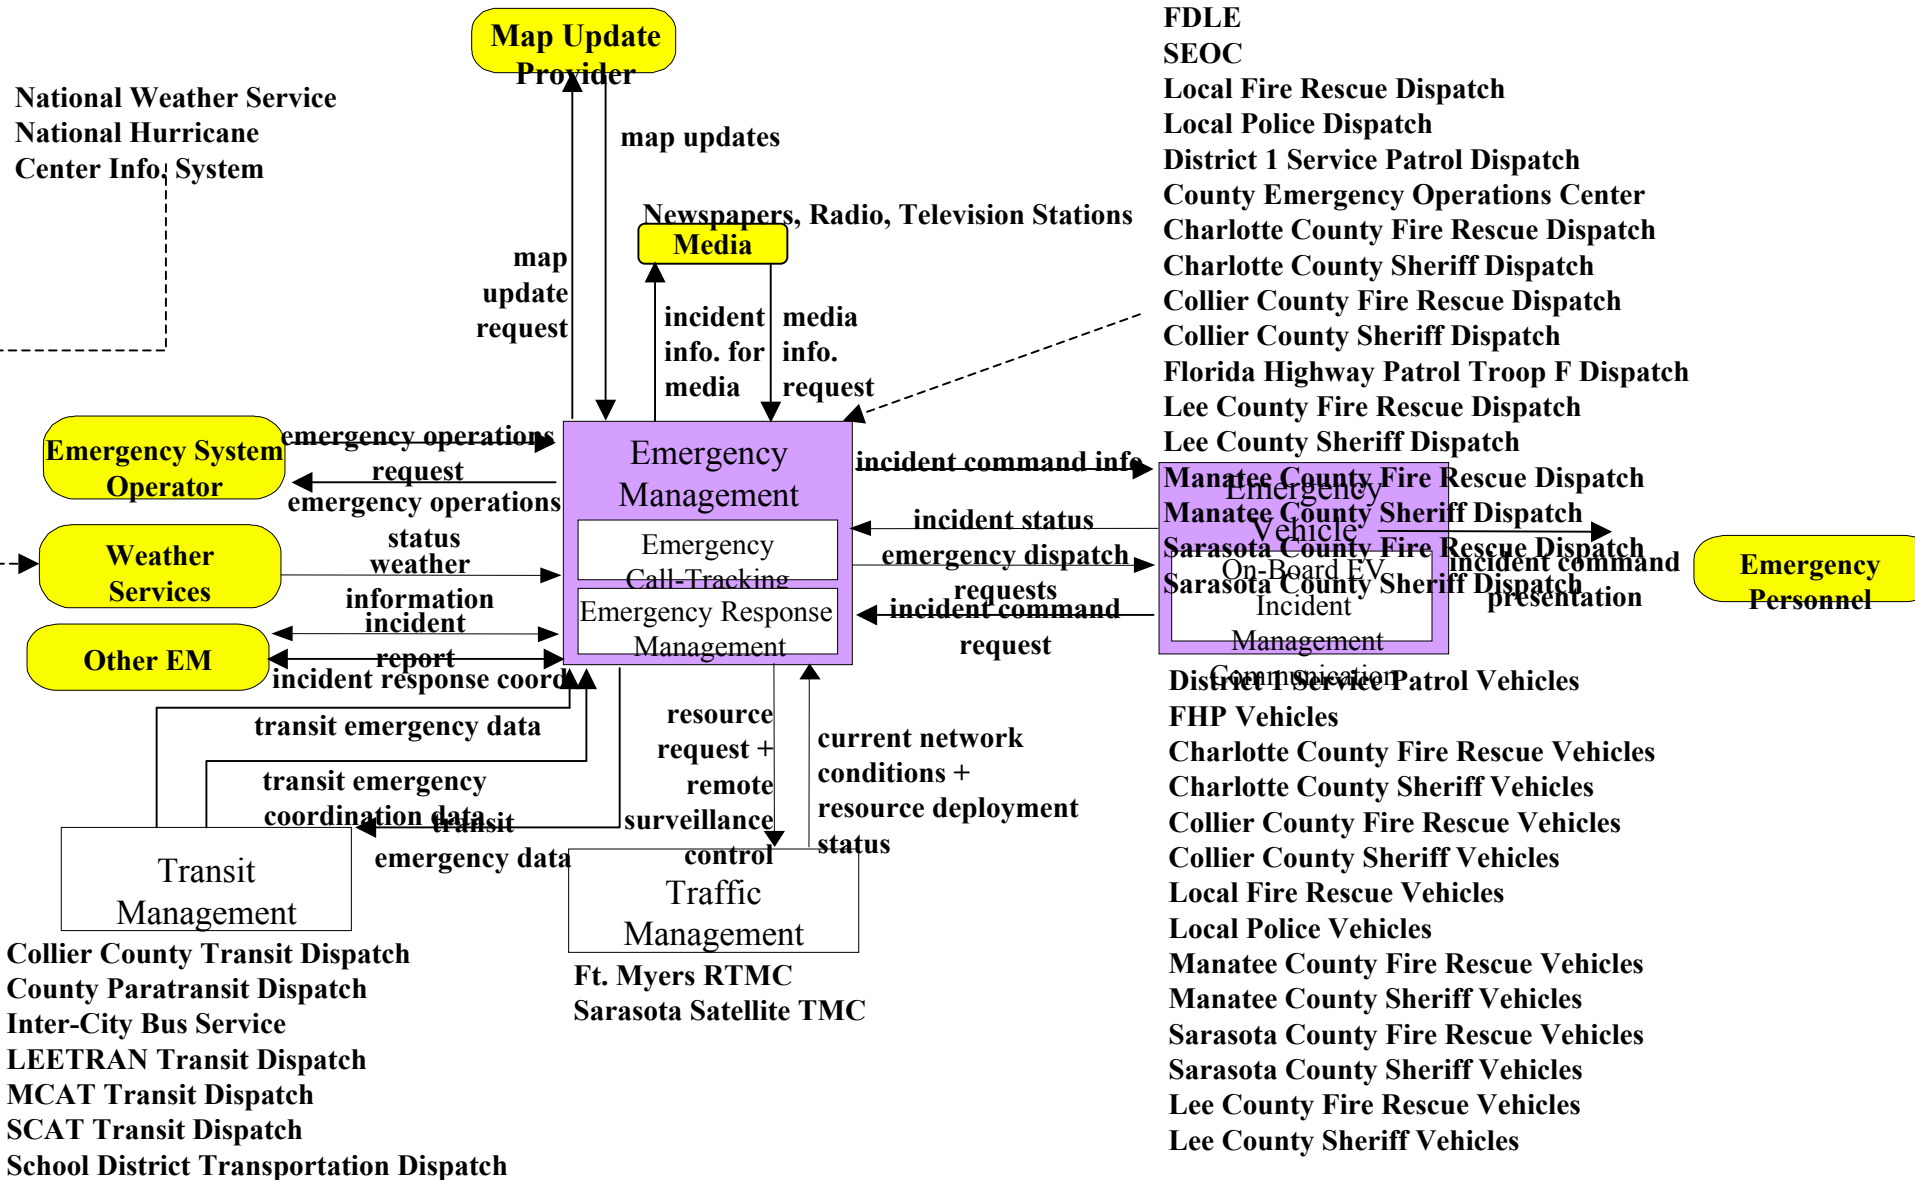 Map Update
Provider
National Weather Service
National Hurricane
Center Info. System
map updates
FDLE
SEOC
Local Fire Rescue Dispatch
Local Police Dispatch
District 1 Service Patrol Dispatch
County Emergency Operations Center
Charlotte County Fire Rescue Dispatch
Charlotte County Sheriff Dispatch
Collier County Fire Rescue Dispatch
Collier County Sheriff Dispatch
Florida Highway Patrol Troop F Dispatch
Lee County Fire Rescue Dispatch
Lee County Sheriff Dispatch
Manatee County Fire Rescue Dispatch
Manatee County Sheriff Dispatch
Sarasota County Fire Rescue Dispatch
Sarasota County Sheriff Dispatch
Newspapers, Radio, Television Stations
Media
map
update
request
incident
info. for
media
media
info.
request
Emergency System
Operator
emergency operations
request
emergency operations
status
Weather
Services
weather
information
Other EM
incident
report
incident response coord
Emergency
Management
Emergency
Call-Tracking
Emergency Response
Management
incident command info
incident status
emergency dispatch
requests
incident command
request
Emergency
Vehicle
On-Board EV
Incident
Management
Communication
incident command
presentation
Emergency
Personnel
transit emergency data
transit emergency
coordination data
transit
emergency data
resource
request +
remote
surveillance
control
current network
conditions +
resource deployment
status
Transit
Management
Traffic
Management
Collier County Transit Dispatch
County Paratransit Dispatch
Inter-City Bus Service
LEETRAN Transit Dispatch
MCAT Transit Dispatch
SCAT Transit Dispatch
School District Transportation Dispatch
Ft. Myers RTMC
Sarasota Satellite TMC
District 1 Service Patrol Vehicles
FHP Vehicles
Charlotte County Fire Rescue Vehicles
Charlotte County Sheriff Vehicles
Collier County Fire Rescue Vehicles
Collier County Sheriff Vehicles
Local Fire Rescue Vehicles
Local Police Vehicles
Manatee County Fire Rescue Vehicles
Manatee County Sheriff Vehicles
Sarasota County Fire Rescue Vehicles
Sarasota County Sheriff Vehicles
Lee County Fire Rescue Vehicles
Lee County Sheriff Vehicles